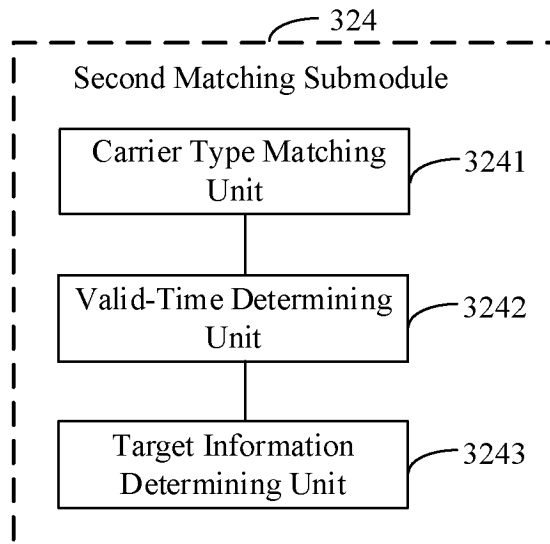 324
Second Matching Submodule
Carrier Type Matching
Unit
3241
Valid-Time Determining
Unit
3242
Target Information
Determining Unit
3243